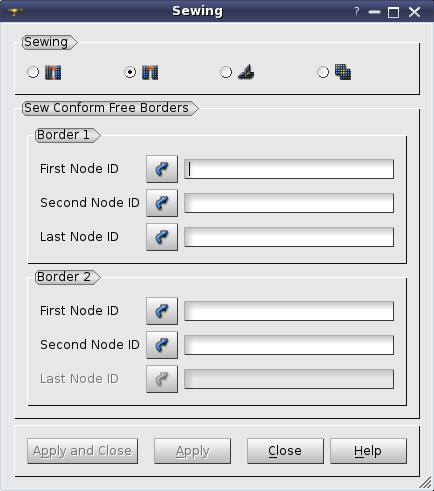 Sewing
?
Sewing
Sew Conform Free Borders
Border 1
First Node ID
Second Node ID
Last Node ID
Border 2
First Node ID
Second Node ID
Last Node ID
Apply and Close Apply Close Help